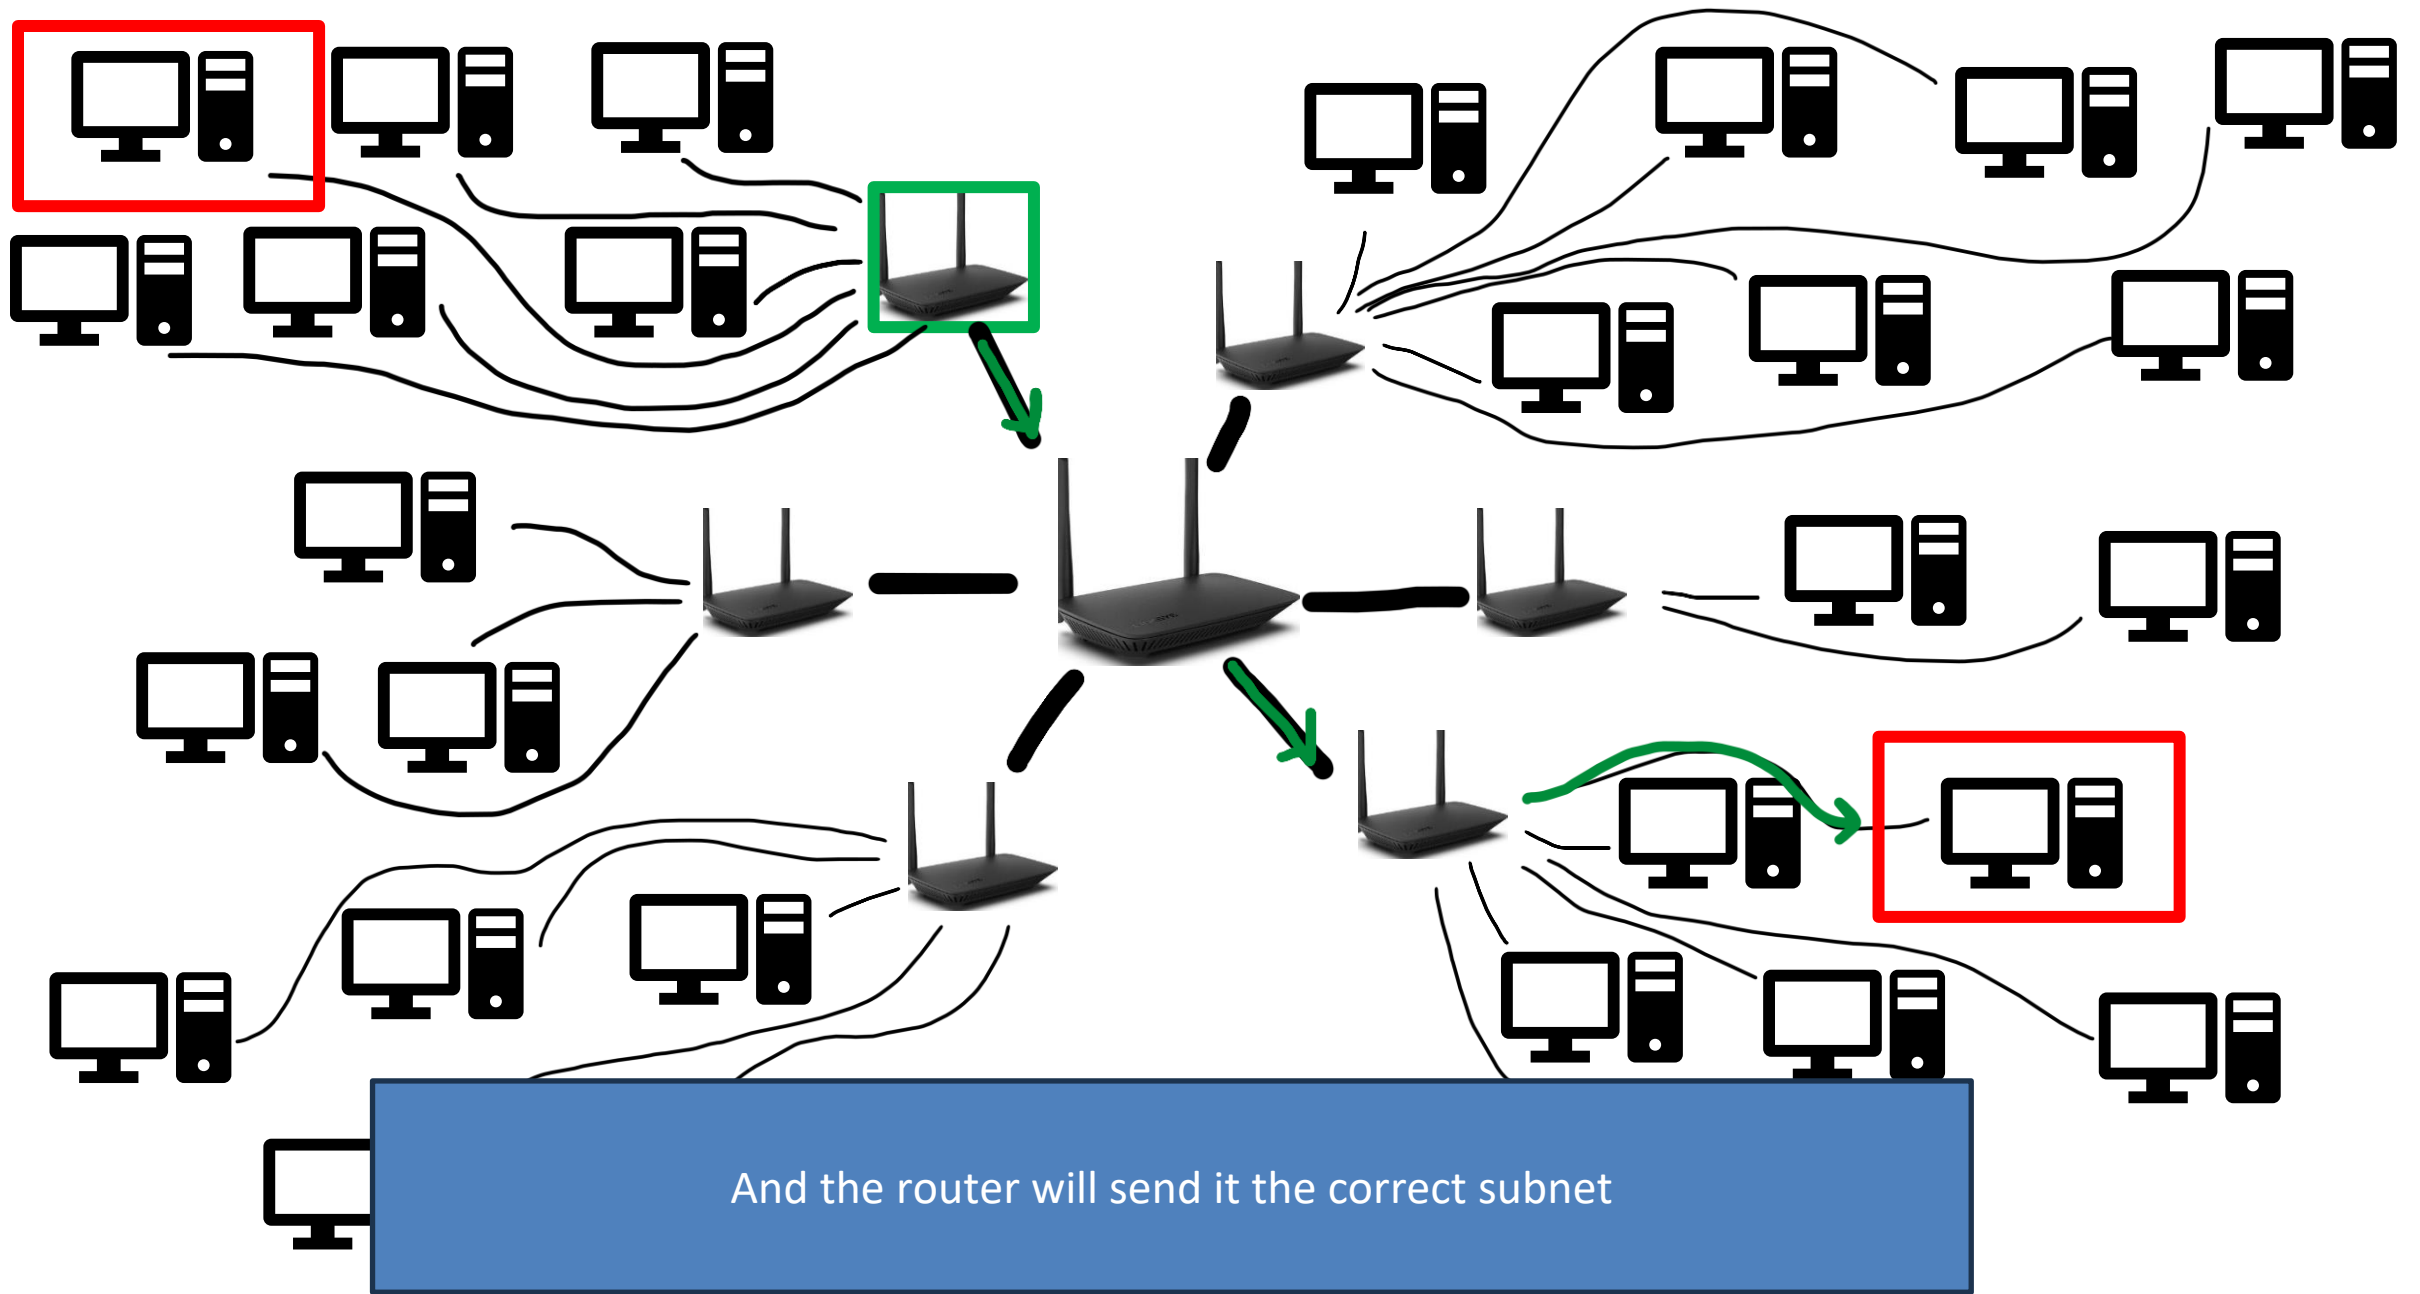 And the router will send it the correct subnet